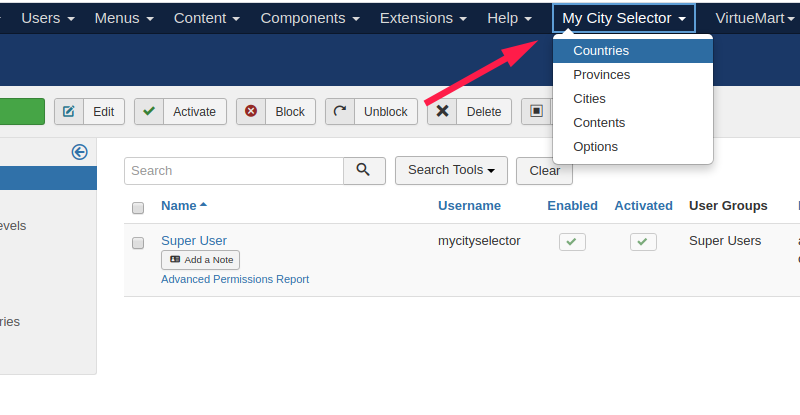 Users Menus Content Components Extensions Help My City Selector VirtueMart
Countries
Provinces
Cities
Contents
Options
Edit Activate Block Unblock Delete
Search Search Tools Clear
Name Username Enabled Activated User Groups
Super User mycityselector Super Users
Add a Note
Advanced Permissions Report
evels
ries